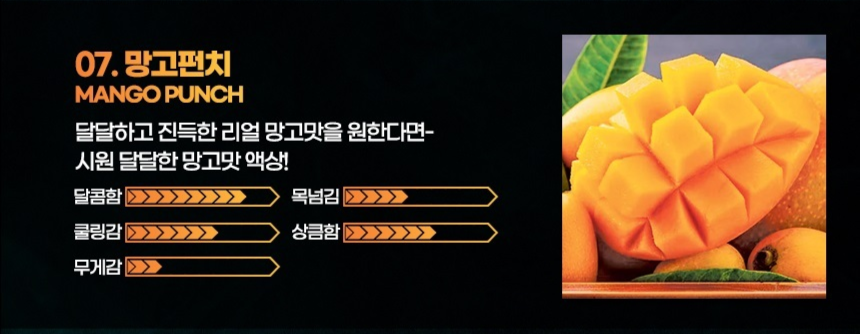 07. 망고펀치
MANGO PUNCH
달달하고 진득한 리얼 망고맛을 원한다면-
시원 달달한 망고맛 액상!
달콤함 목넘김
쿨링감 상큼함
무게감